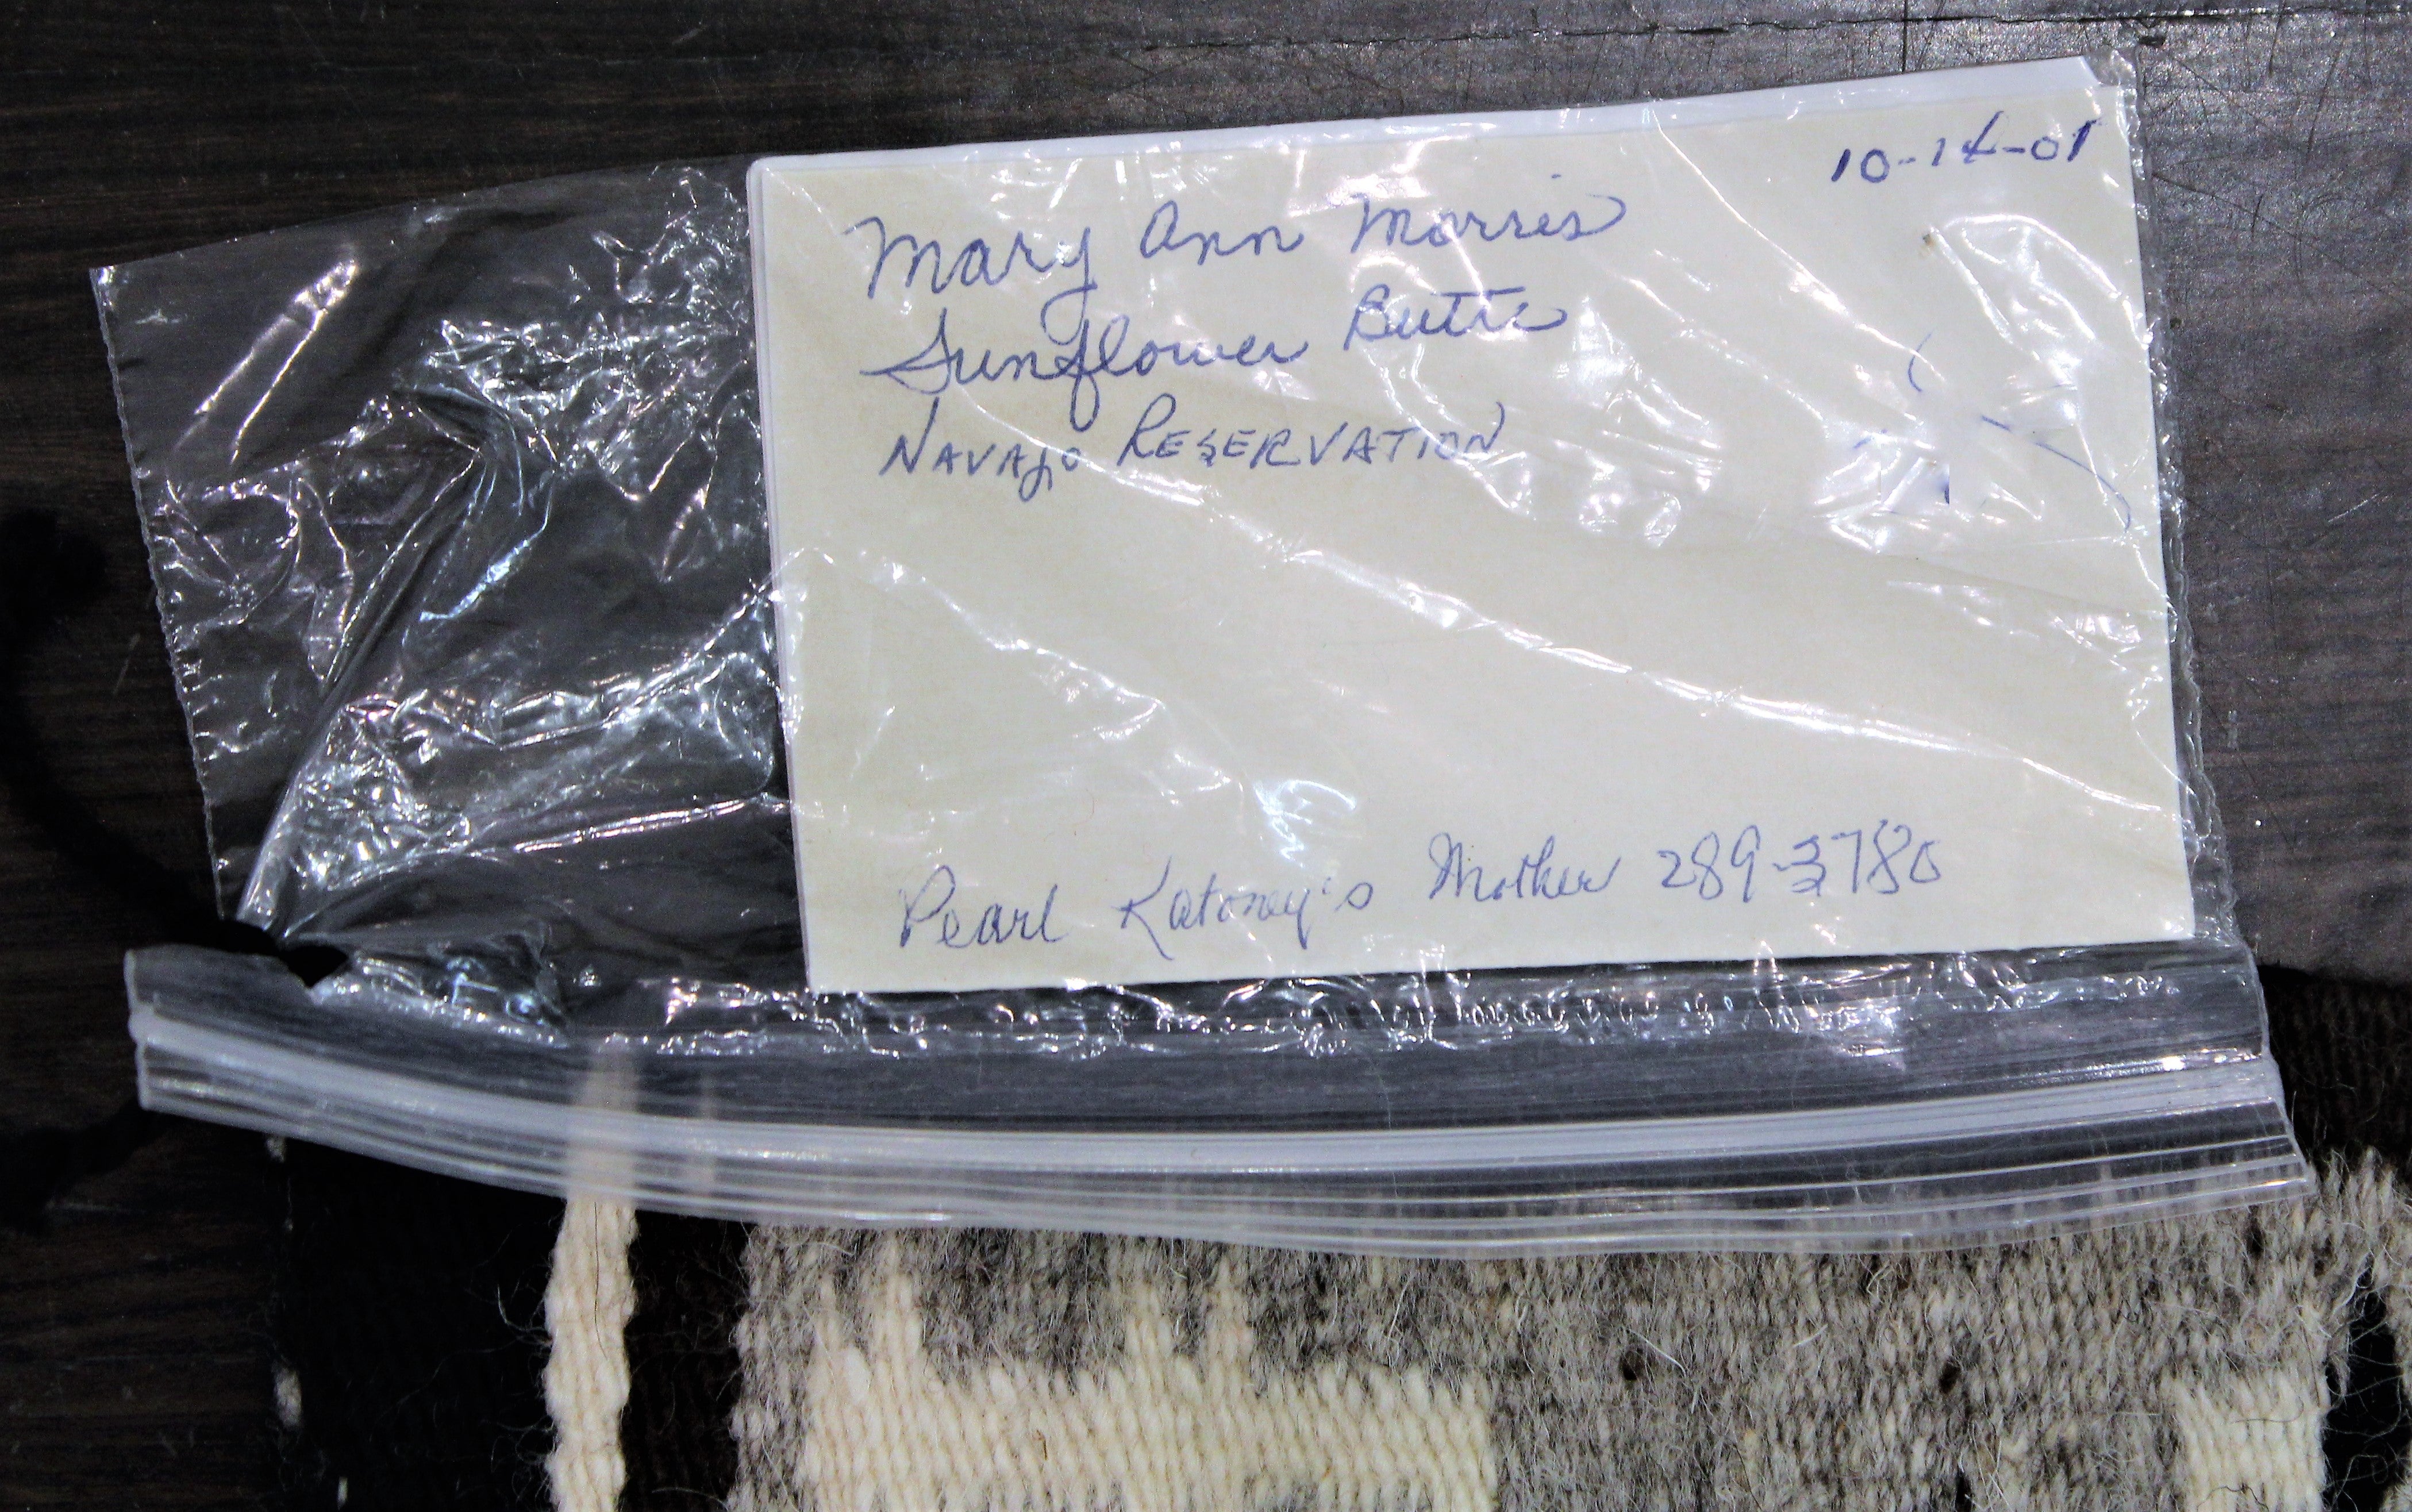 10-14-01
Mary Ann Morris
Sunflower Butte
NAVAJO RESERVATION
Pearl Katoney's Mother 289-3780